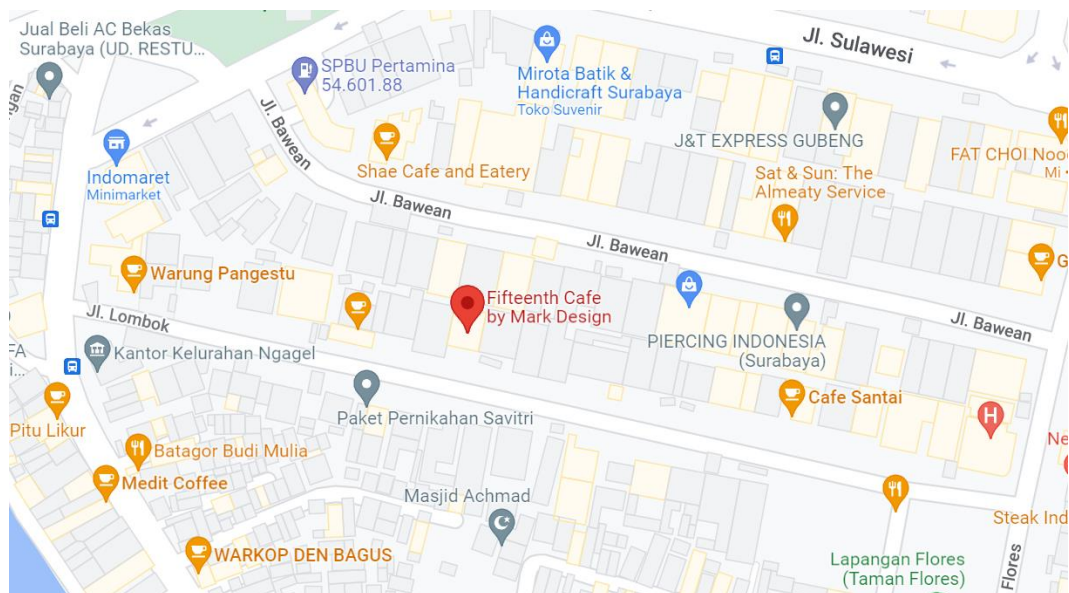 Jual Beli AC Bekas
Surabaya (UD. RESTU...
SPBU Pertamina
54.601.88
Mirota Batik &
Handicraft Surabaya
Toko Suvenir
Jl. Sulawesi
Jl. Bawean
J&T EXPRESS GUBENG
FAT CHOI Nood
Mi •
Indomaret
Minimarket
Shae Cafe and Eatery
Sat & Sun: The
Almeaty Service
Jl. Bawean
Jl. Bawean
G
Warung Pangestu
Fifteenth Cafe
by Mark Design
Jl. Lombok
Jl. Bawean
PIERCING INDONESIA
(Surabaya)
FA
i...
Kantor Kelurahan Ngagel
Cafe Santai
H
Paket Pernikahan Savitri
Pitu Likur
Batagor Budi Mulia
Ne
Medit Coffee
Masjid Achmad
Steak Ind
WARKOP DEN BAGUS
Lapangan Flores
(Taman Flores)
Flores